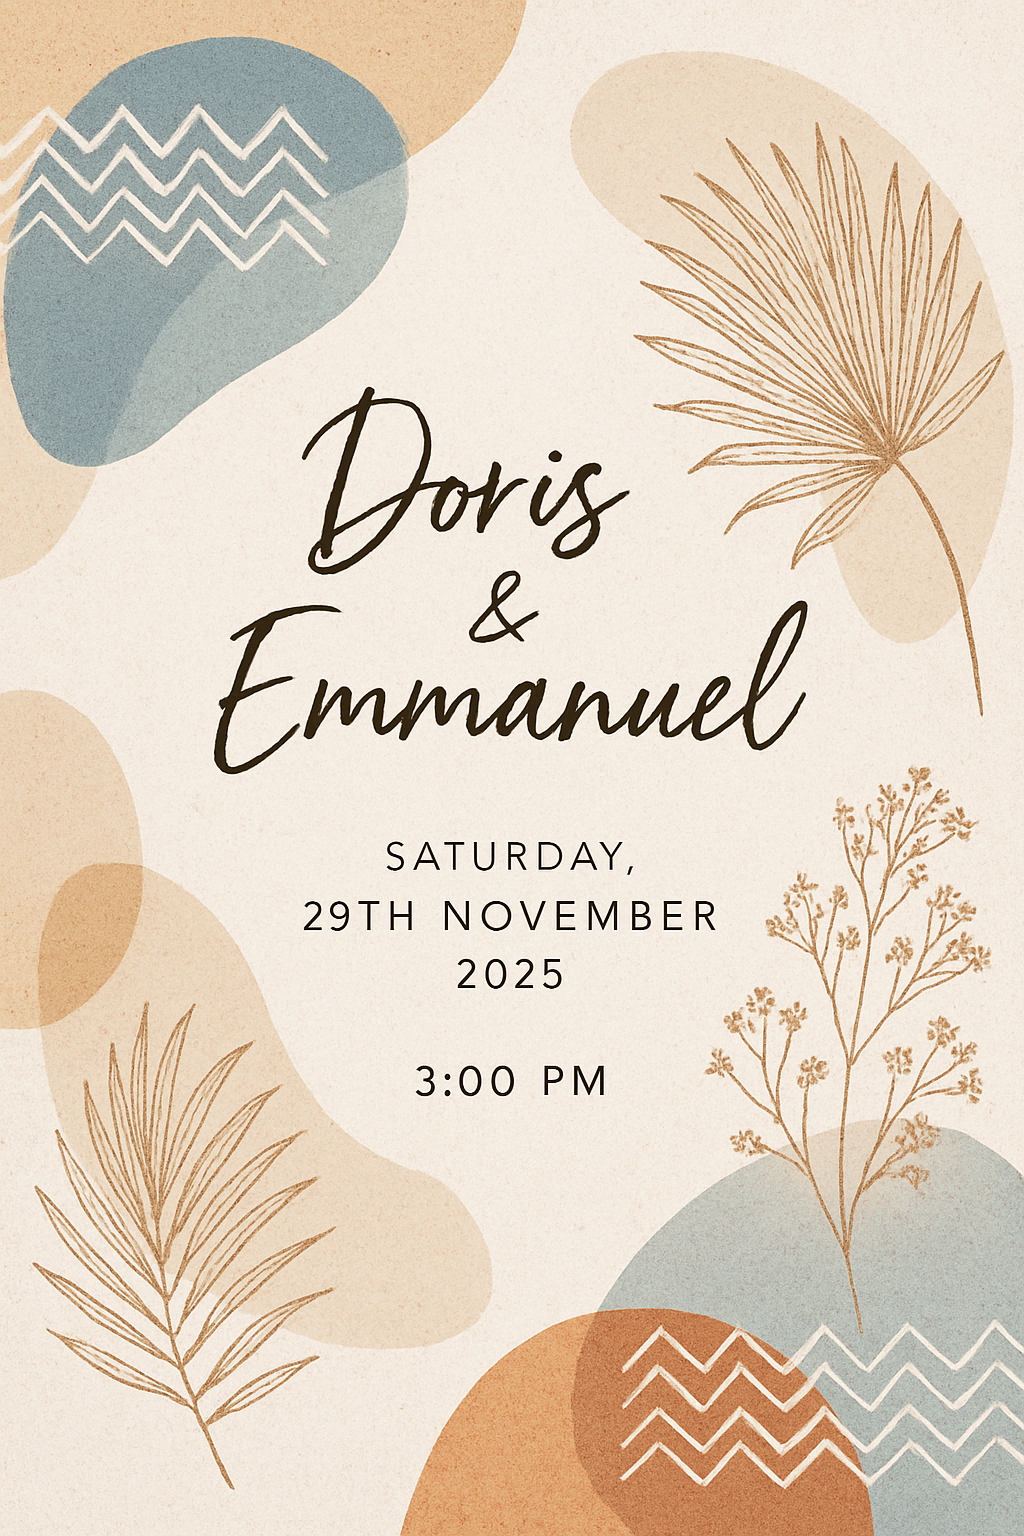 Doris
&
Emmanuel
SATURDAY,
29TH NOVEMBER
2025
3:00 PM